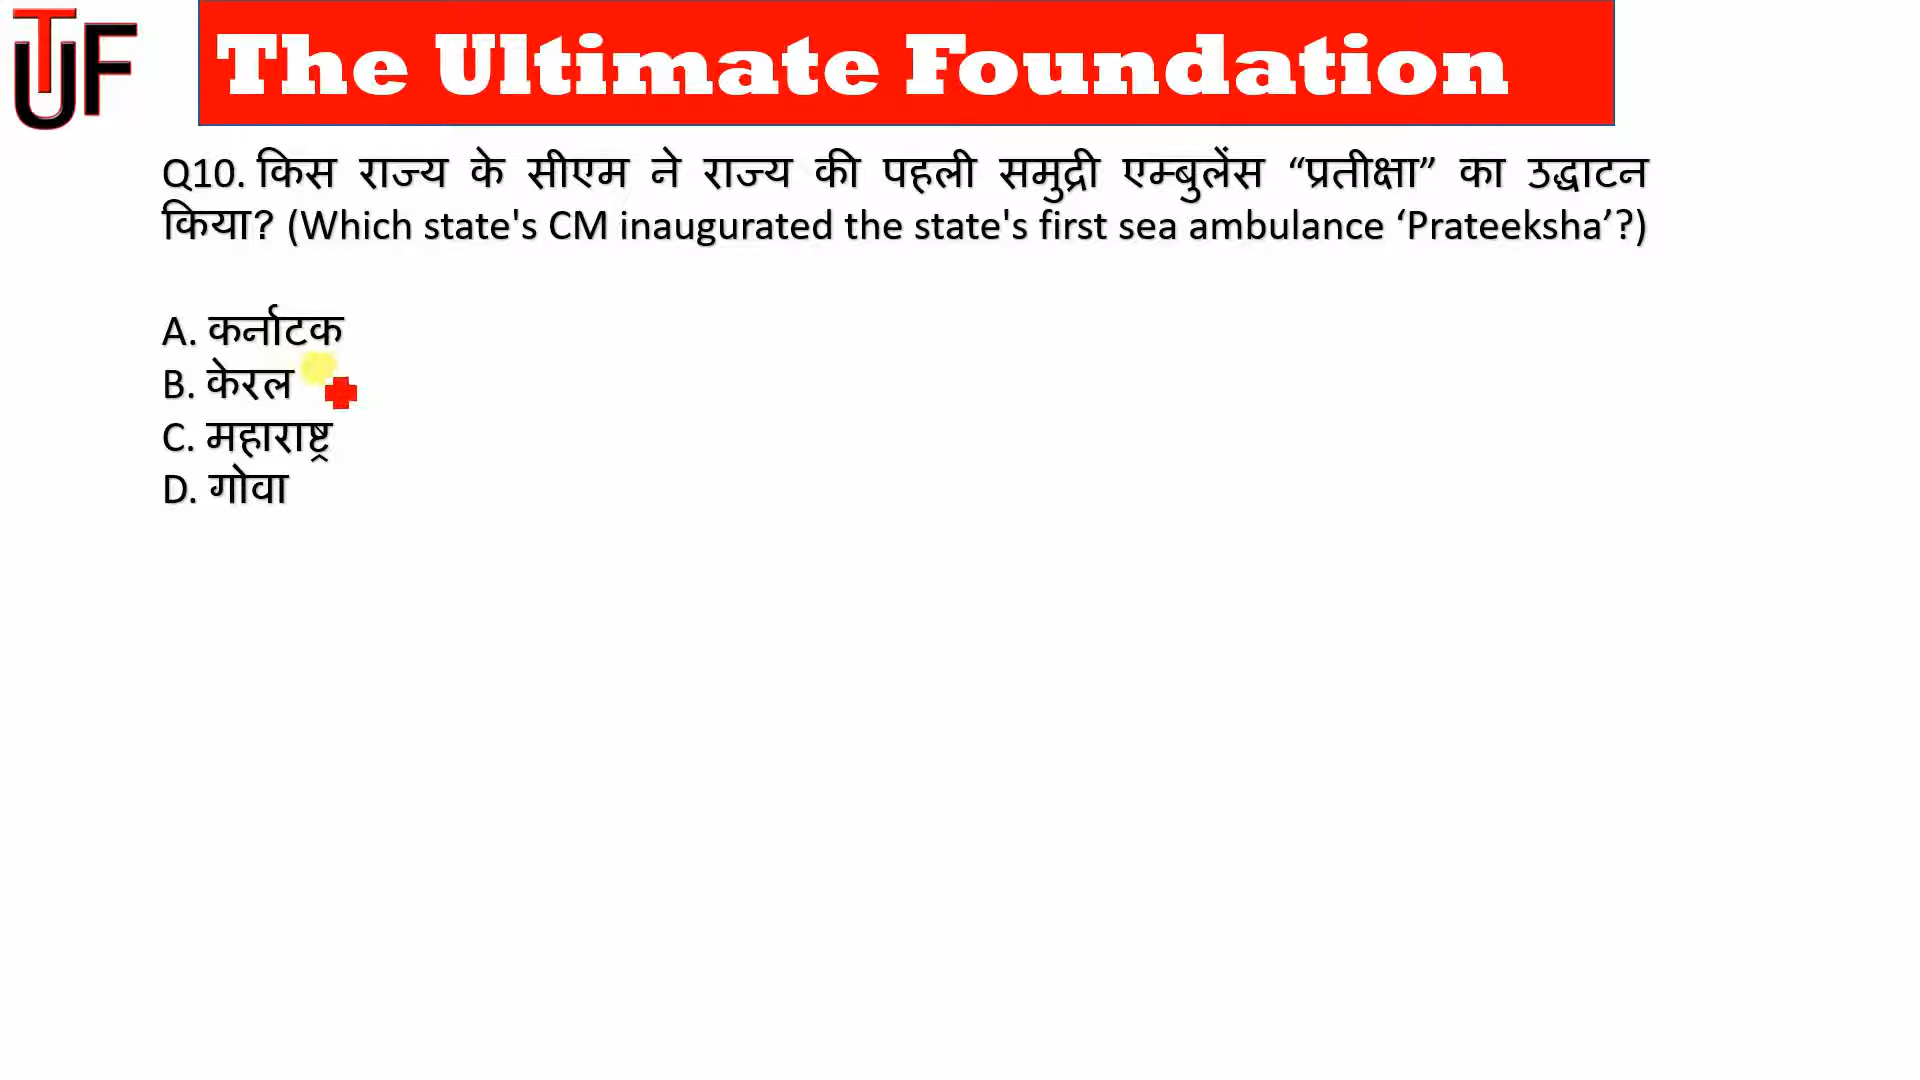 TUF
The Ultimate Foundation
Q10. किस राज्य के सीएम ने राज्य की पहली समुद्री एम्बुलेंस “प्रतीक्षा” का उद्घाटन
किया? (Which state's CM inaugurated the state's first sea ambulance ‘Prateeksha’?)
A. कर्नाटक
B. केरल
C. महाराष्ट्र
D. गोवा